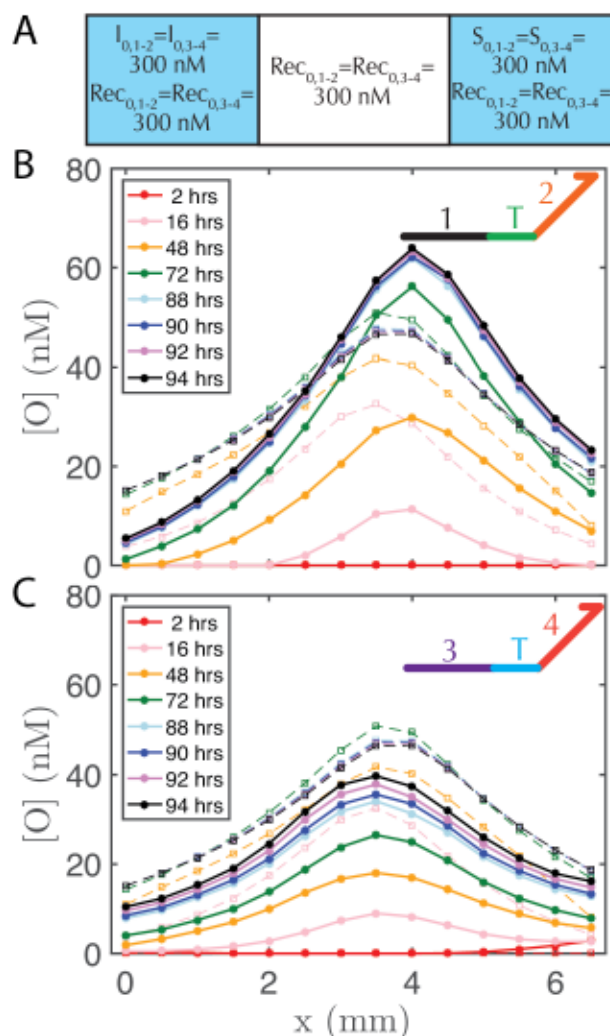 A
I0,1-2=I0,3-4=
300 nM
Rec0,1-2=Rec0,3-4=
300 nM
Rec0,1-2=Rec0,3-4=
300 nM
S0,1-2=S0,3-4=
300 nM
Rec0,1-2=Rec0,3-4=
300 nM
B
80
60
40
20
0
[O] (nM)
2 hrs
16 hrs
48 hrs
72 hrs
88 hrs
90 hrs
92 hrs
94 hrs
1 T 2
C
80
60
40
20
0
[O] (nM)
2 hrs
16 hrs
48 hrs
72 hrs
88 hrs
90 hrs
92 hrs
94 hrs
3 T 4
0 2 4 6
x (mm)